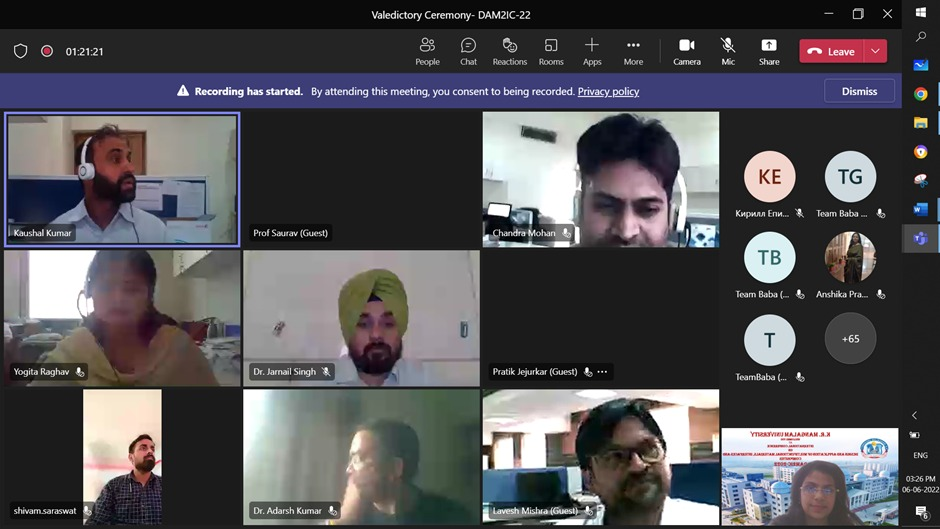 Valedictory Ceremony- DAM2IC-22
01:21:21
People
Chat
Reactions
Rooms
Apps
More
Camera
Mic
Share
Leave
Recording has started. By attending this meeting, you consent to being recorded. Privacy policy
Dismiss
Kaushal Kumar
Prof Saurav (Guest)
Chandra Mohan
KE
TG
Кирилл Епи...
Team Baba ...
TB
Team Baba (...
Anshika Pra...
Yogita Raghav
Dr. Jarnail Singh
Pratik Jejurkar (Guest)
T
+65
TeamBaba (...
shivam.saraswat
Dr. Adarsh Kumar
Lavesh Mishra (Guest)
K.R. MANGALAM UNIVERSITY
ENG
03:26 PM
06-06-2022
6